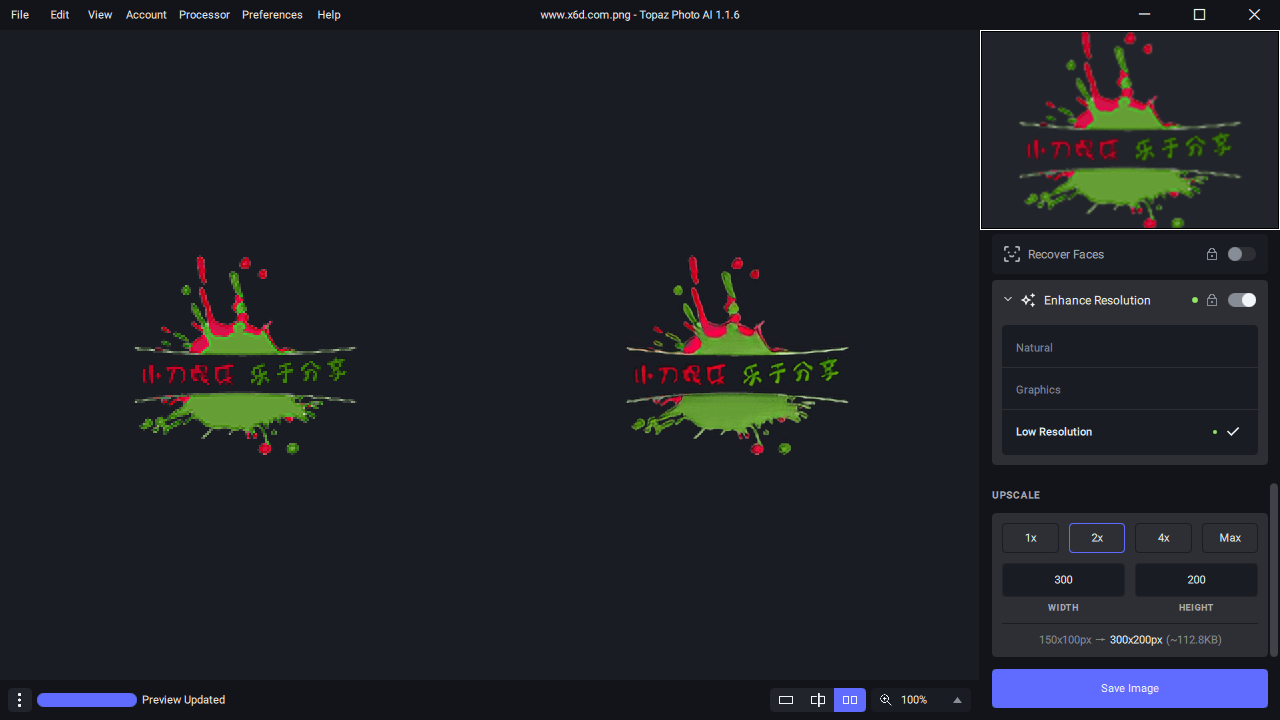 File Edit View Account Processor Preferences Help www.x6d.com.png - Topaz Photo AI 1.1.6
小刀娱乐 乐于分享
小刀娱乐 乐于分享
小刀娱乐 乐于分享
Recover Faces
Enhance Resolution
Natural
Graphics
Low Resolution
UPSCALE
1x 2x 4x Max
300 200
WIDTH HEIGHT
150x100px → 300x200px (~112.8KB)
Save Image
Preview Updated 100%